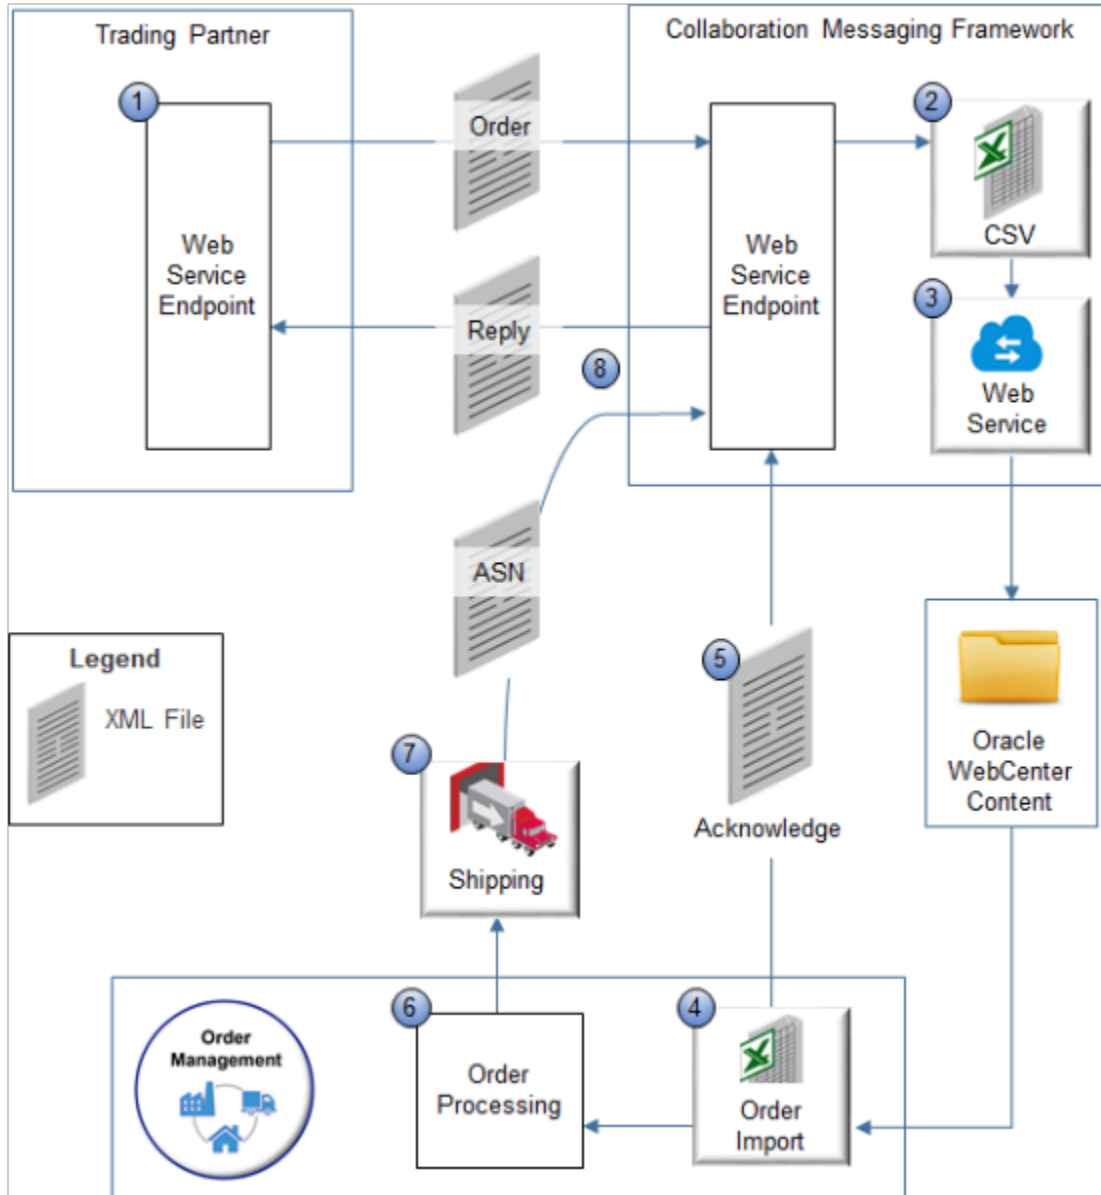 Trading Partner
Collaboration Messaging Framework
1
Order
2
CSV
Web
Service
Endpoint
Web
Service
Endpoint
3
Web
Service
Reply
8
ASN
Legend
XML File
5
Acknowledge
Oracle
WebCenter
Content
7
Shipping
Order
Management
6
Order
Processing
4
Order
Import